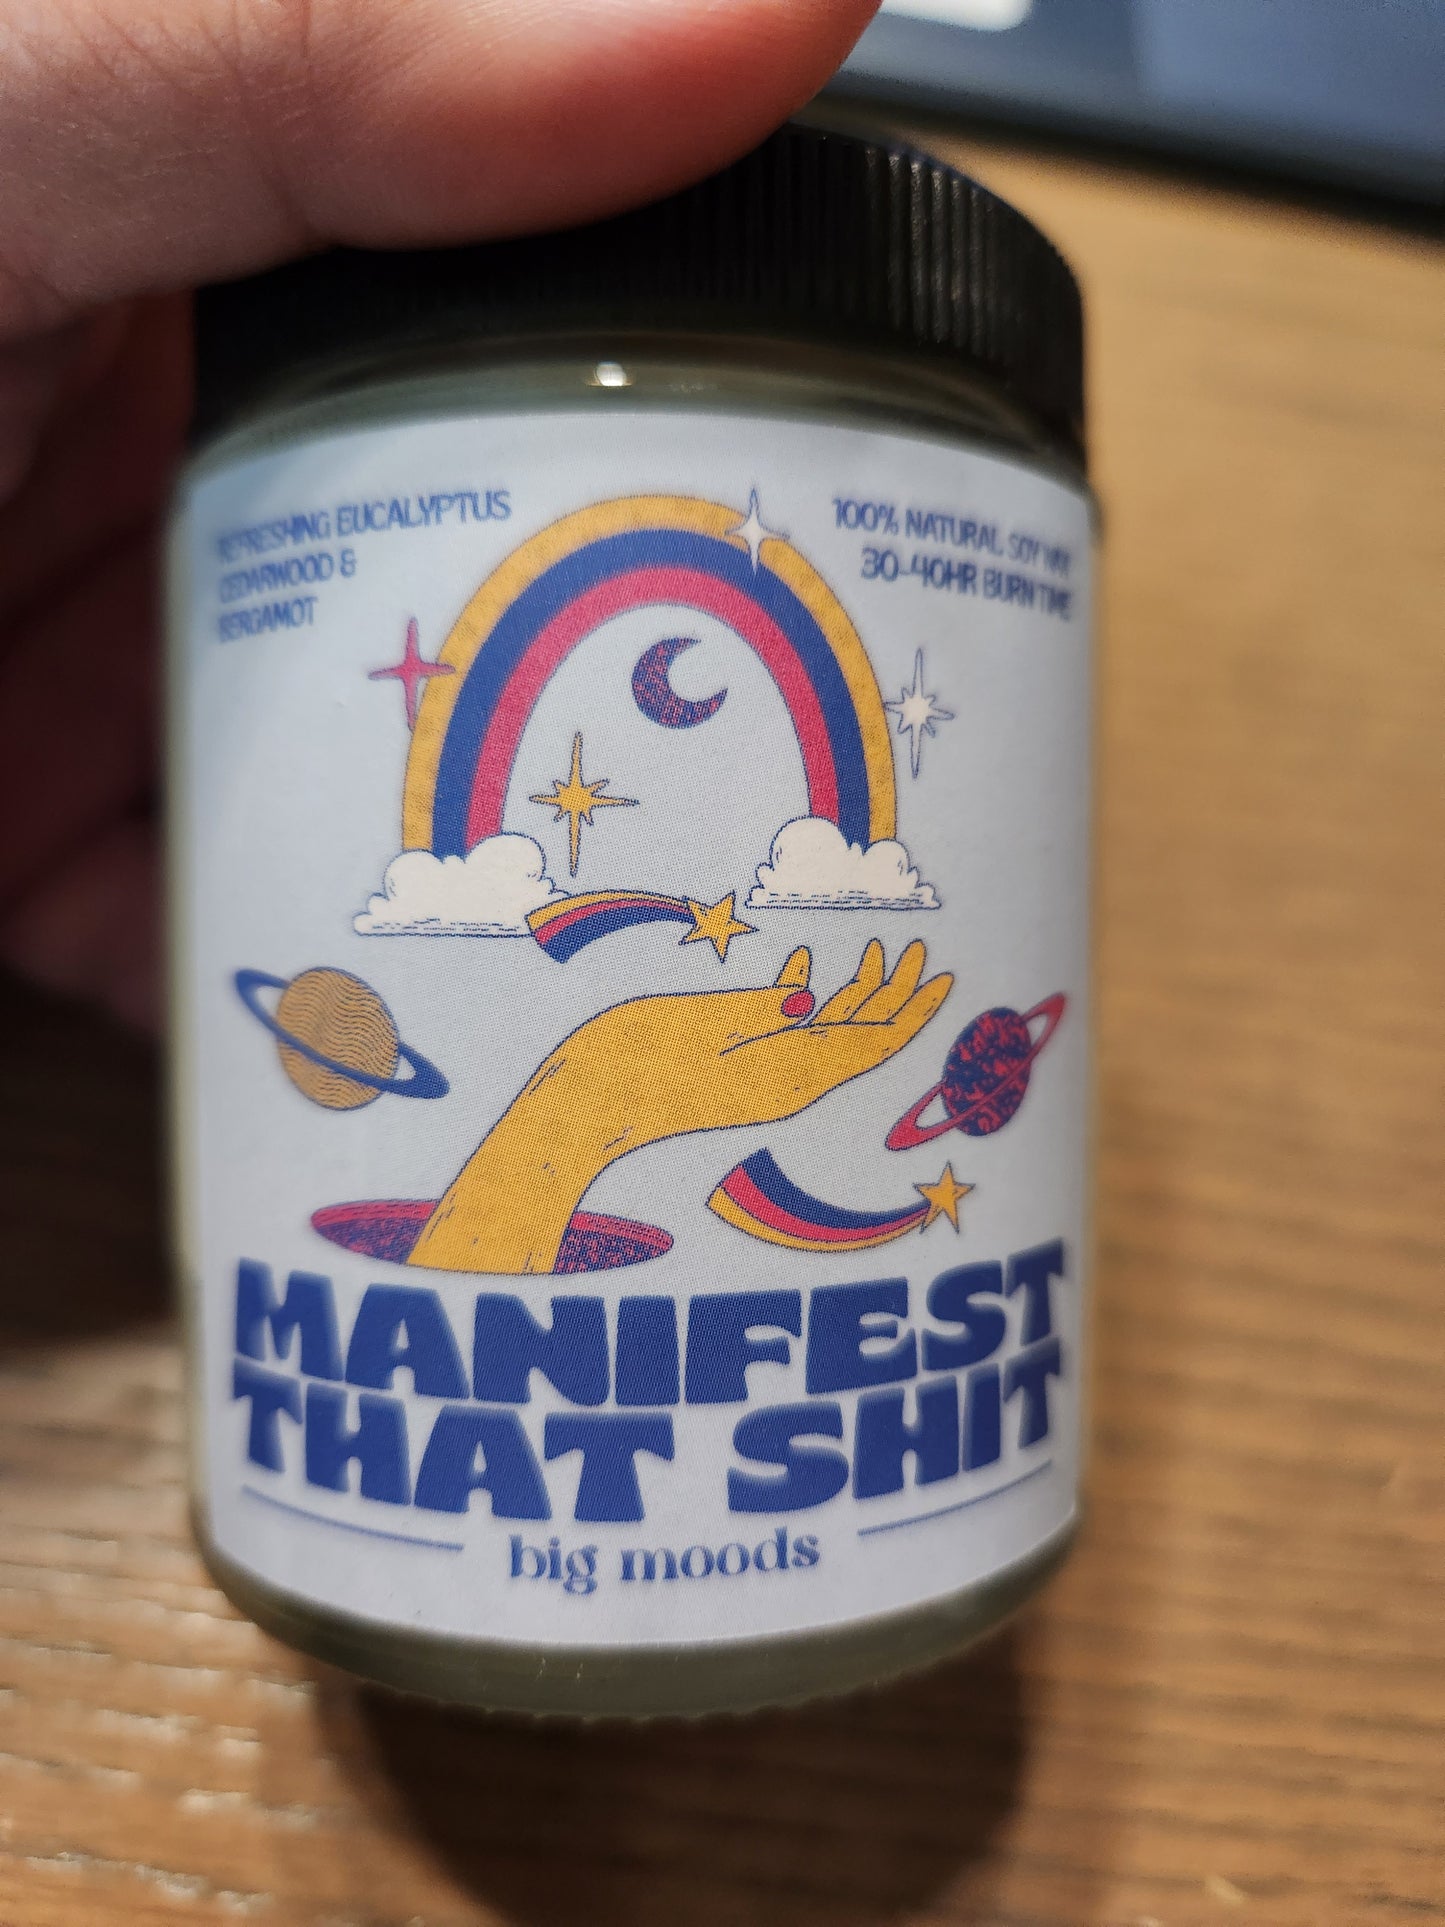 REFRESHING EUCALYPTUS
CEDARWOOD &
BERGAMOT
100% NATURAL SOY WAX
30-40HR BURN TIME
MANIFEST
THAT SHIT
big moods